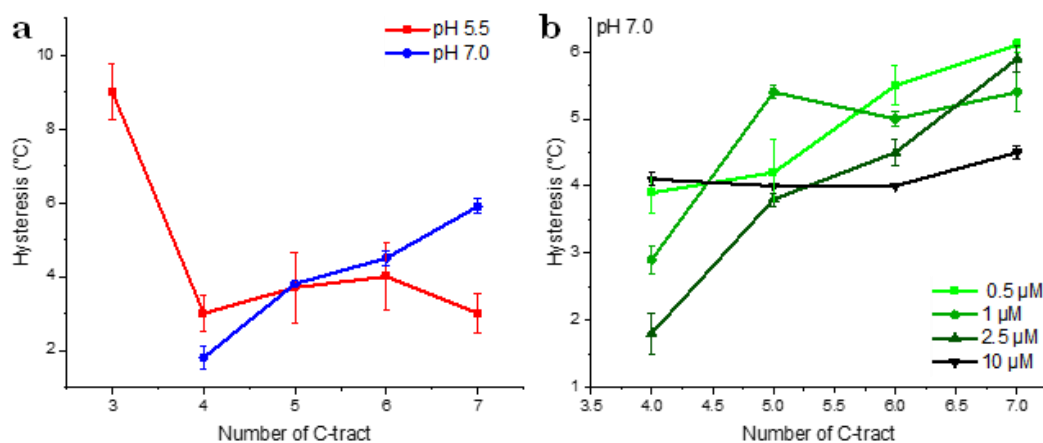 a
pH 5.5
pH 7.0
Hysteresis (°C)
10
8
6
4
2
3 4 5 6 7
Number of C-tract
b
pH 7.0
Hysteresis (°C)
6
5
4
3
2
1
0.5 µM
1 µM
2.5 µM
10 µM
3.5 4.0 4.5 5.0 5.5 6.0 6.5 7.0
Number of C-tract